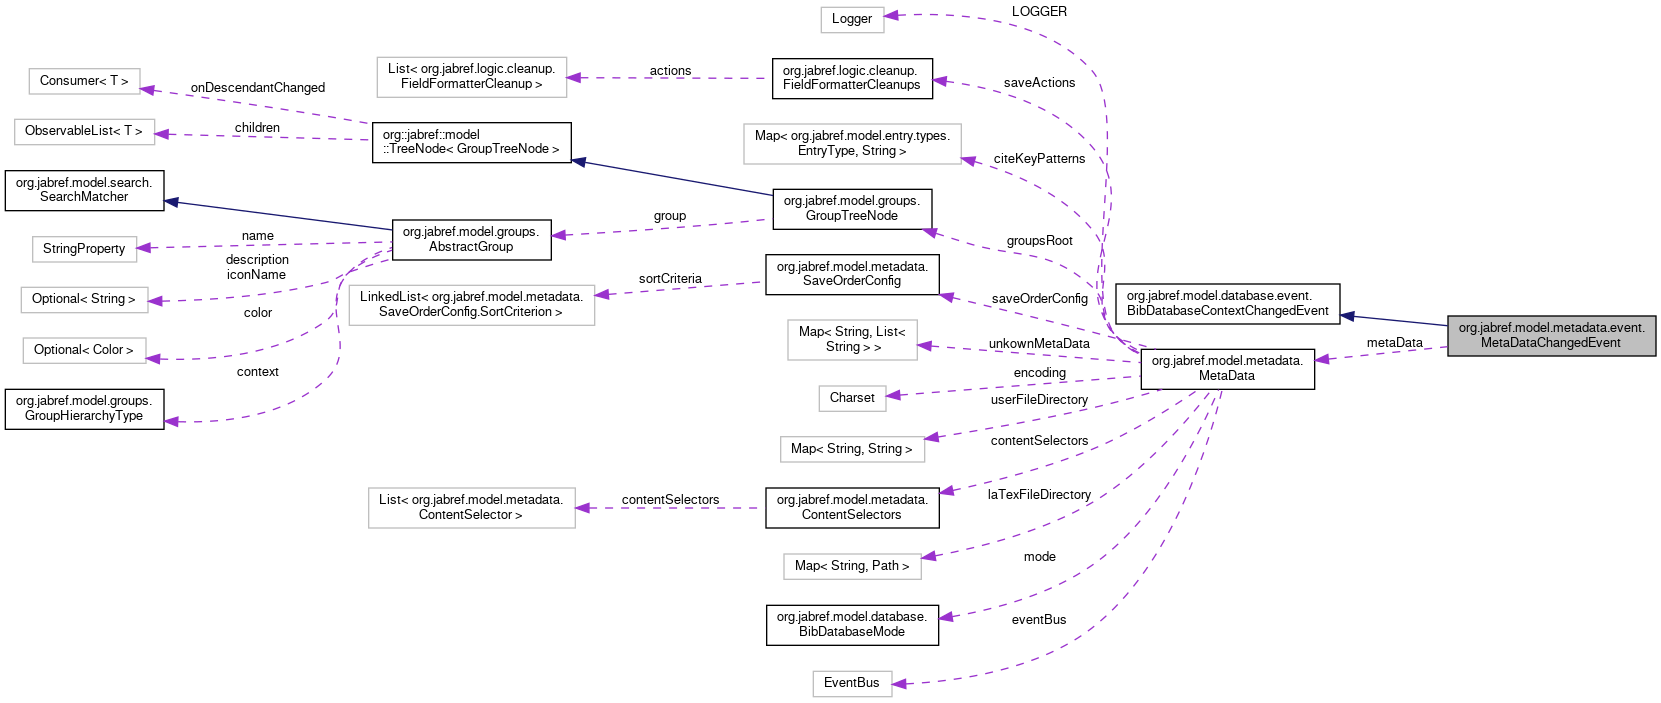 LOGGER
Logger
List< org.jabref.logic.cleanup.
FieldFormatterCleanup >
actions
org.jabref.logic.cleanup.
FieldFormatterCleanups
saveActions
Consumer< T >
onDescendantChanged
ObservableList< T >
children
org::jabref::model
::TreeNode< GroupTreeNode >
Map< org.jabref.model.entry.types.
EntryType, String >
citeKeyPatterns
org.jabref.model.search.
SearchMatcher
org.jabref.model.groups.
GroupTreeNode
group
org.jabref.model.groups.
AbstractGroup
name
StringProperty
groupsRoot
description
iconName
Optional< String >
org.jabref.model.metadata.
SaveOrderConfig
sortCriteria
LinkedList< org.jabref.model.metadata.
SaveOrderConfig.SortCriterion >
saveOrderConfig
org.jabref.model.database.event.
BibDatabaseContextChangedEvent
org.jabref.model.metadata.event.
MetaDataChangedEvent
metaData
color
Optional< Color >
Map< String, List<
String > >
unkownMetaData
org.jabref.model.metadata.
MetaData
context
org.jabref.model.groups.
GroupHierarchyType
encoding
Charset
userFileDirectory
Map< String, String >
contentSelectors
List< org.jabref.model.metadata.
ContentSelector >
contentSelectors
org.jabref.model.metadata.
ContentSelectors
laTexFileDirectory
Map< String, Path >
mode
org.jabref.model.database.
BibDatabaseMode
eventBus
EventBus